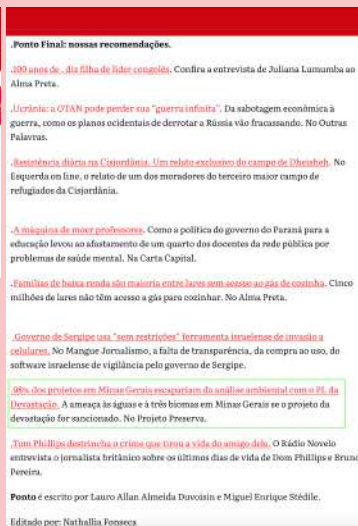 .Ponto Final: nossas recomendações.
.100 anos de . diz filha de líder congolês. Confira a entrevista de Juliana Lumumba ao
Alma Preta.
.Ucrânia: a OTAN pode perder sua "guerra infinita". Da sabotagem econômica à
guerra, como os planos ocidentais de derrotar a Rússia vão fracassando. No Outras
Palavras.
.Resistência diária na Cisjordânia. Um relato exclusivo do campo de Dheisheh. No
Esquerda on line, o relato de um dos moradores do terceiro maior campo de
refugiados da Cisjordânia.
.A máquina de moer professores. Como a política do governo do Paraná para a
educação levou ao afastamento de um quarto dos docentes da rede pública por
problemas de saúde mental. Na Carta Capital.
.Famílias de baixa renda são maioria entre lares sem acesso ao gás de cozinha. Cinco
milhões de lares não têm acesso a gás para cozinhar. No Alma Preta.
.Governo de Sergipe usa "sem restrições" ferramenta israelense de invasão a
celulares. No Mangue Jornalismo, a falta de transparência, da compra ao uso, do
software israelense de vigilância pelo governo de Sergipe.
.98% dos projetos em Minas Gerais escapariam da análise ambiental com o PL da
Devastação. A ameaça às águas e à três biomas em Minas Gerais se o projeto da
devastação for sancionado. No Projeto Preserva.
.Tom Phillips destrincha o crime que tirou a vida do amigo dele. O Rádio Novelo
entrevista o jornalista britânico sobre os últimos dias de vida de Dom Phillips e Bruno
Pereira.
Ponto é escrito por Lauro Allan Almeida Duvoisin e Miguel Enrique Stédile.
Editado por: Nathallia Fonseca